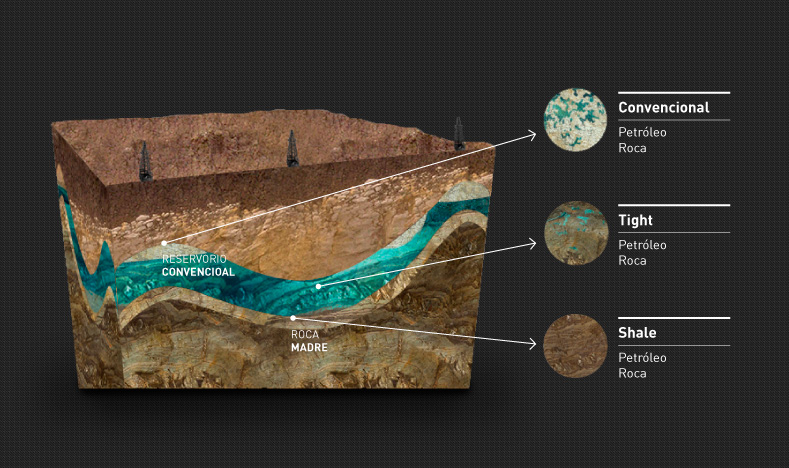 RESERVORIO
CONVENCIOAL
ROCA
MADRE
Convencional
Petróleo
Roca
Tight
Petróleo
Roca
Shale
Petróleo
Roca